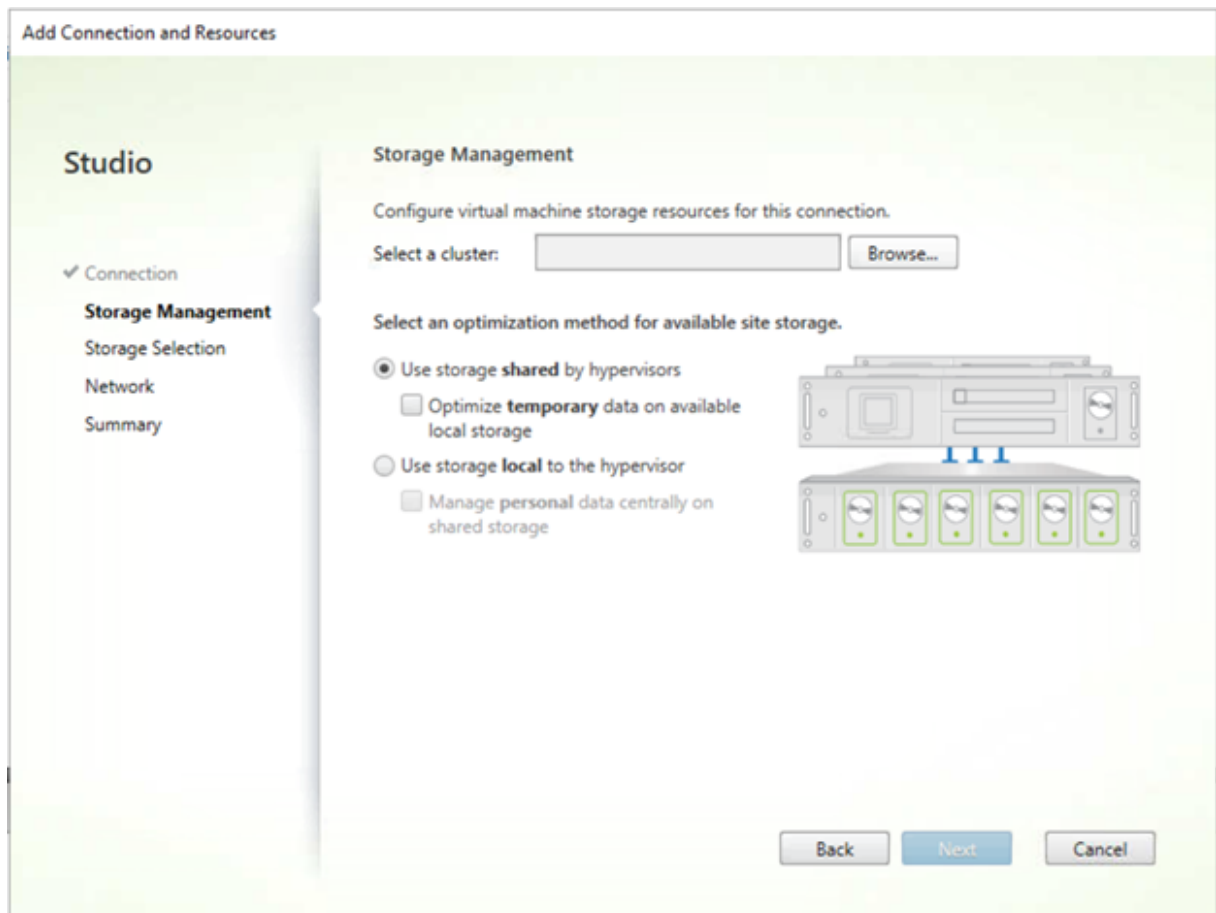 Add Connection and Resources
Studio
Connection
Storage Management
Storage Selection
Network
Summary
Storage Management
Configure virtual machine storage resources for this connection.
Select a cluster:
Browse...
Select an optimization method for available site storage.
Use storage shared by hypervisors
Optimize temporary data on available
local storage
Use storage local to the hypervisor
Manage personal data centrally on
shared storage
Back
Next
Cancel